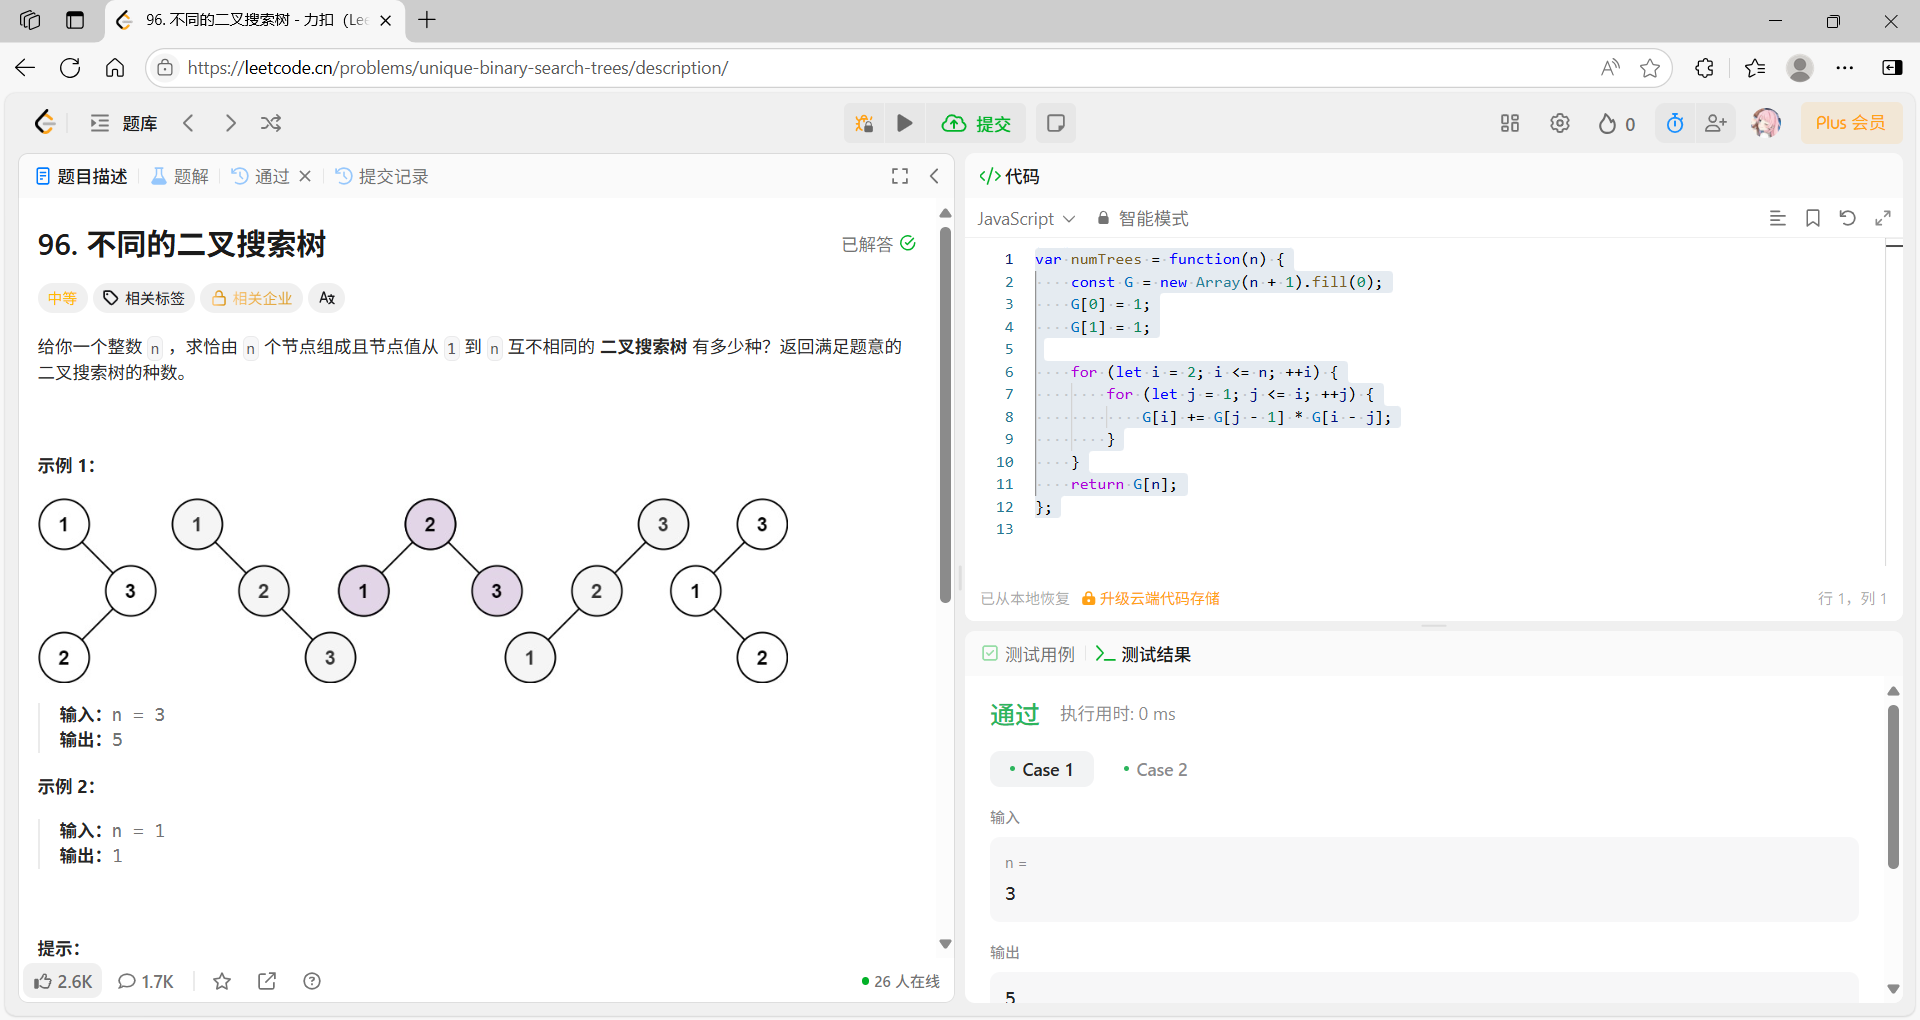 96. 不同的二叉搜索树 - 力扣（Lee
https://leetcode.cn/problems/unique-binary-search-trees/description/
题库
提交
0
Plus 会员
题目描述
题解
通过
提交记录
96. 不同的二叉搜索树
已解答
中等
相关标签
相关企业
给你一个整数 n ，求恰由 n 个节点组成且节点值从 1 到 n 互不相同的 二叉搜索树 有多少种？返回满足题意的
二叉搜索树的种数。
示例 1：
1 1 2 3 3
3 2 1 3 2 1
2 3 1 2
输入：n = 3
输出：5
示例 2：
输入：n = 1
输出：1
提示：
2.6K
1.7K
26 人在线
</> 代码
JavaScript
智能模式
1 var numTrees = function(n) {
2 const G = new Array(n + 1).fill(0);
3 G[0] = 1;
4 G[1] = 1;
5
6 for (let i = 2; i <= n; ++i) {
7 for (let j = 1; j <= i; ++j) {
8 G[i] += G[j - 1] * G[i - j];
9 }
10 }
11 return G[n];
12 };
13
已从本地恢复
升级云端代码存储
行 1，列 1
测试用例
测试结果
通过
执行用时: 0 ms
Case 1
Case 2
输入
n =
3
输出
5